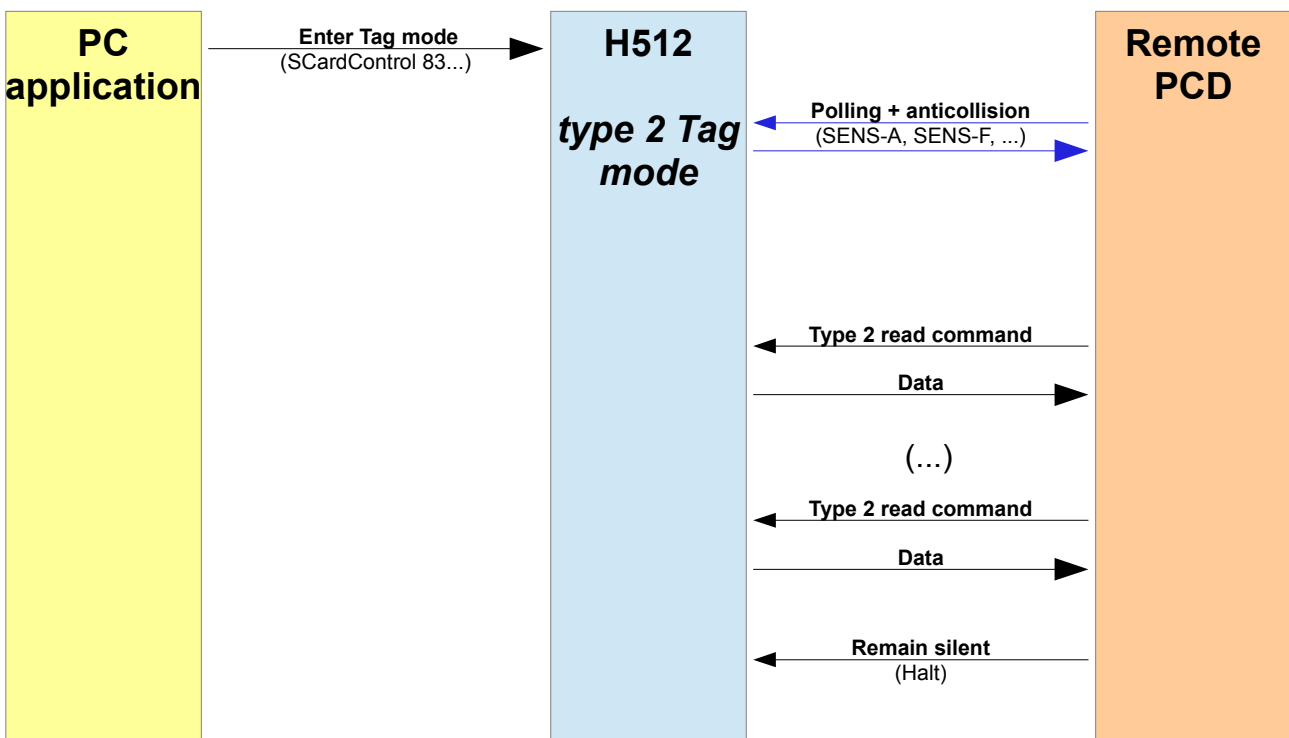 PC
application
Enter Tag mode
(SCardControl 83...)
H512
type 2 Tag
mode
Remote
PCD
Polling + anticollision
(SENS-A, SENS-F, ...)
Type 2 read command
Data
(...)
Type 2 read command
Data
Remain silent
(Halt)